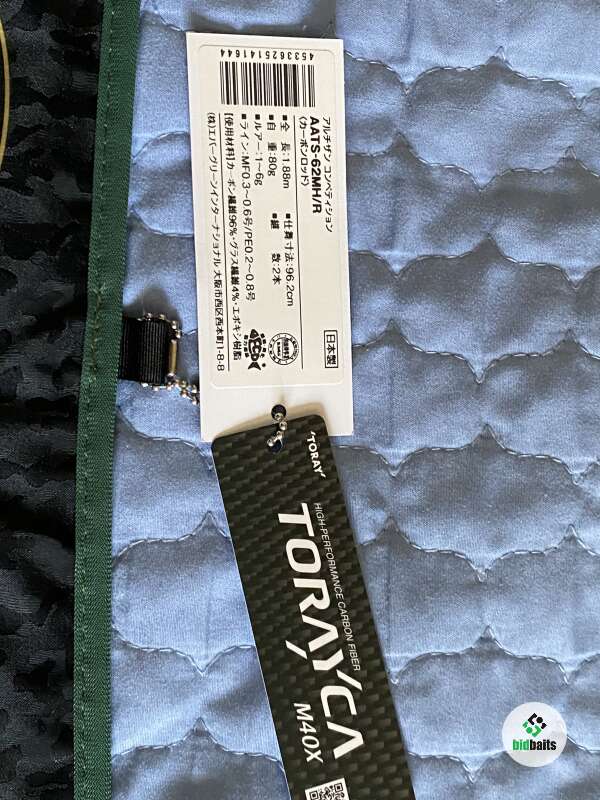 4533625141644
アルチザン コンペティション
AATS-62MH/R
(カーボンロッド)
■全 長:1.88m ■仕舞寸法:96.2cm
■自 重:80g ■継 数:2本
■ルアー:1~6g
■ライン:MF0.3~0.6号/PE0.2~0.8号
【使用材料】カーボン繊維96%・グラス繊維4%・エポキシ樹脂
(株)エバーグリーンインターナショナル 大阪市西区西本町1-8-8
日本製
'TORAY'
HIGH-PERFORMANCE CARBON FIBER
TORAYCA
M40X
bidbaits